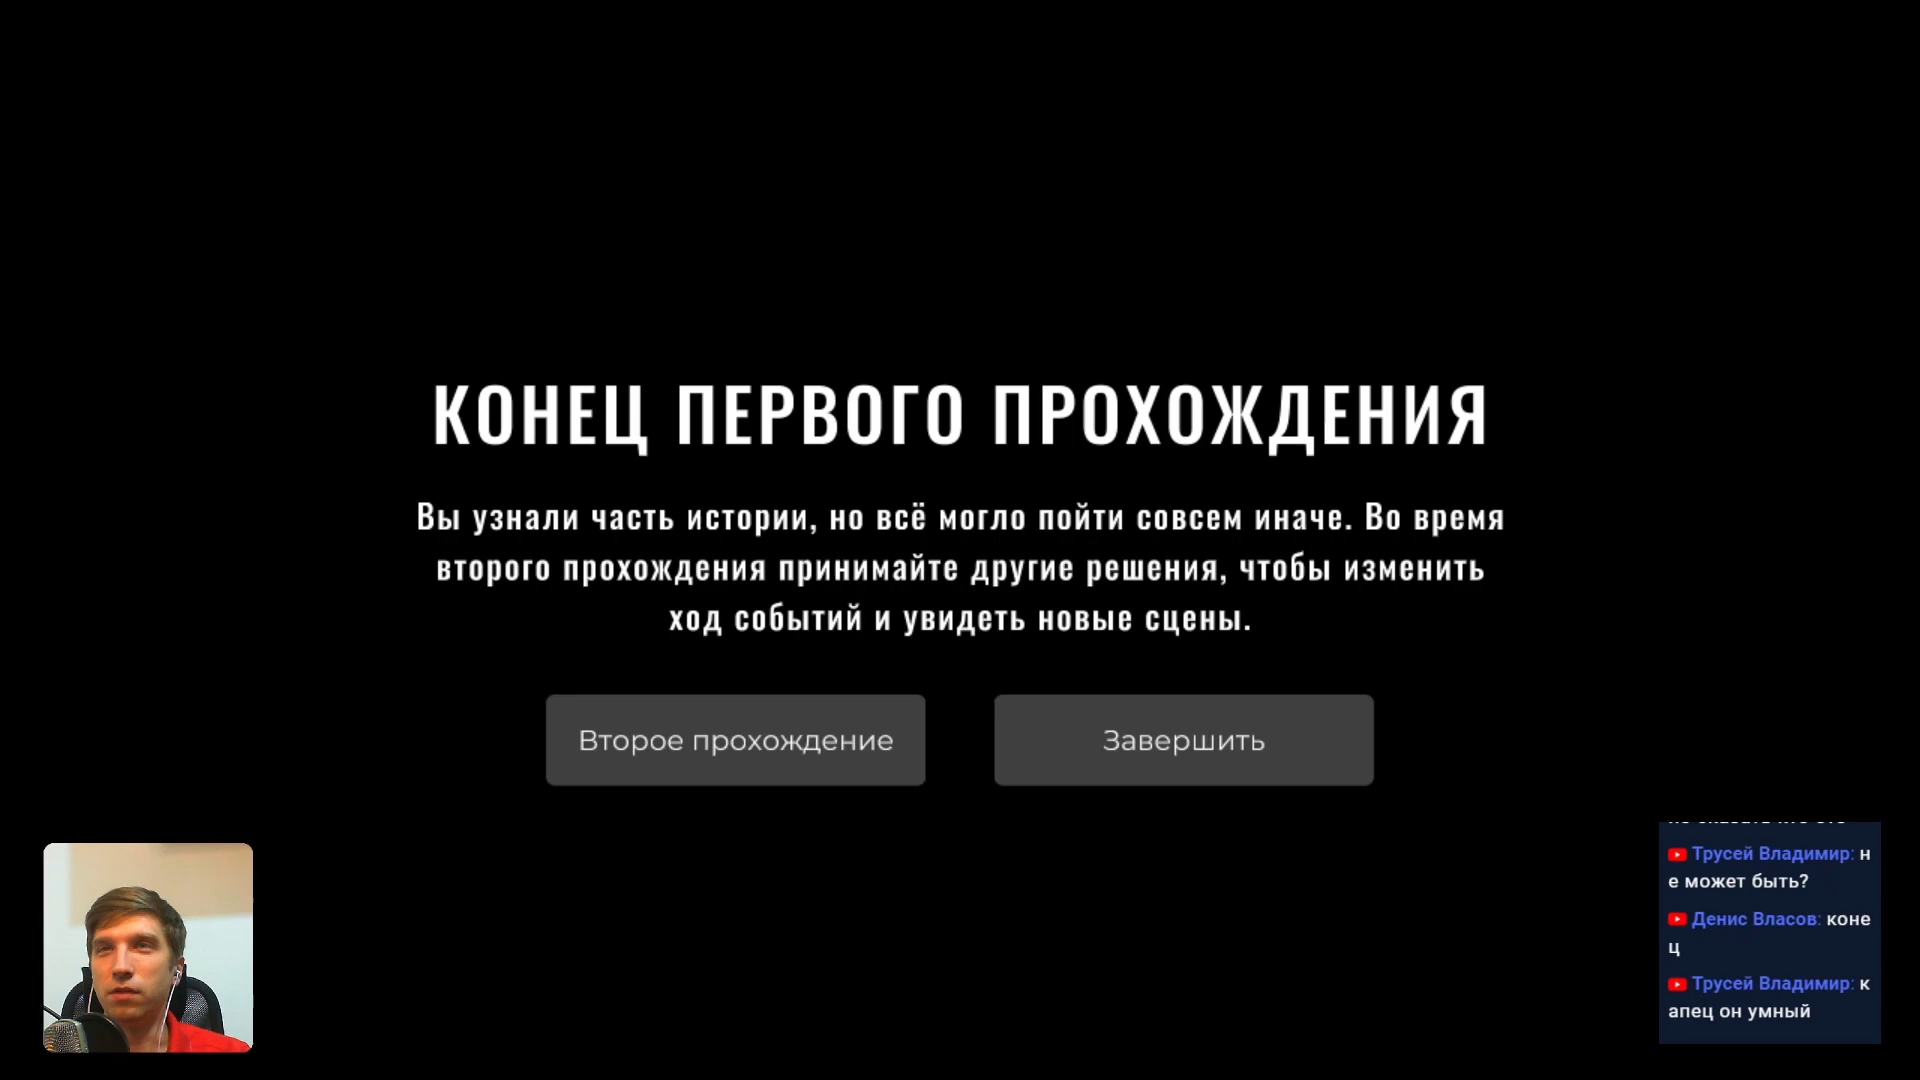 КОНЕЦ ПЕРВОГО ПРОХОЖДЕНИЯ
Вы узнали часть истории, но всё могло пойти совсем иначе. Во время
второго прохождения принимайте другие решения, чтобы изменить
ход событий и увидеть новые сцены.
Второе прохождение
Завершить
Трусей Владимир: н
е может быть?
Денис Власов: коне
ц
Трусей Владимир: к
апец он умный